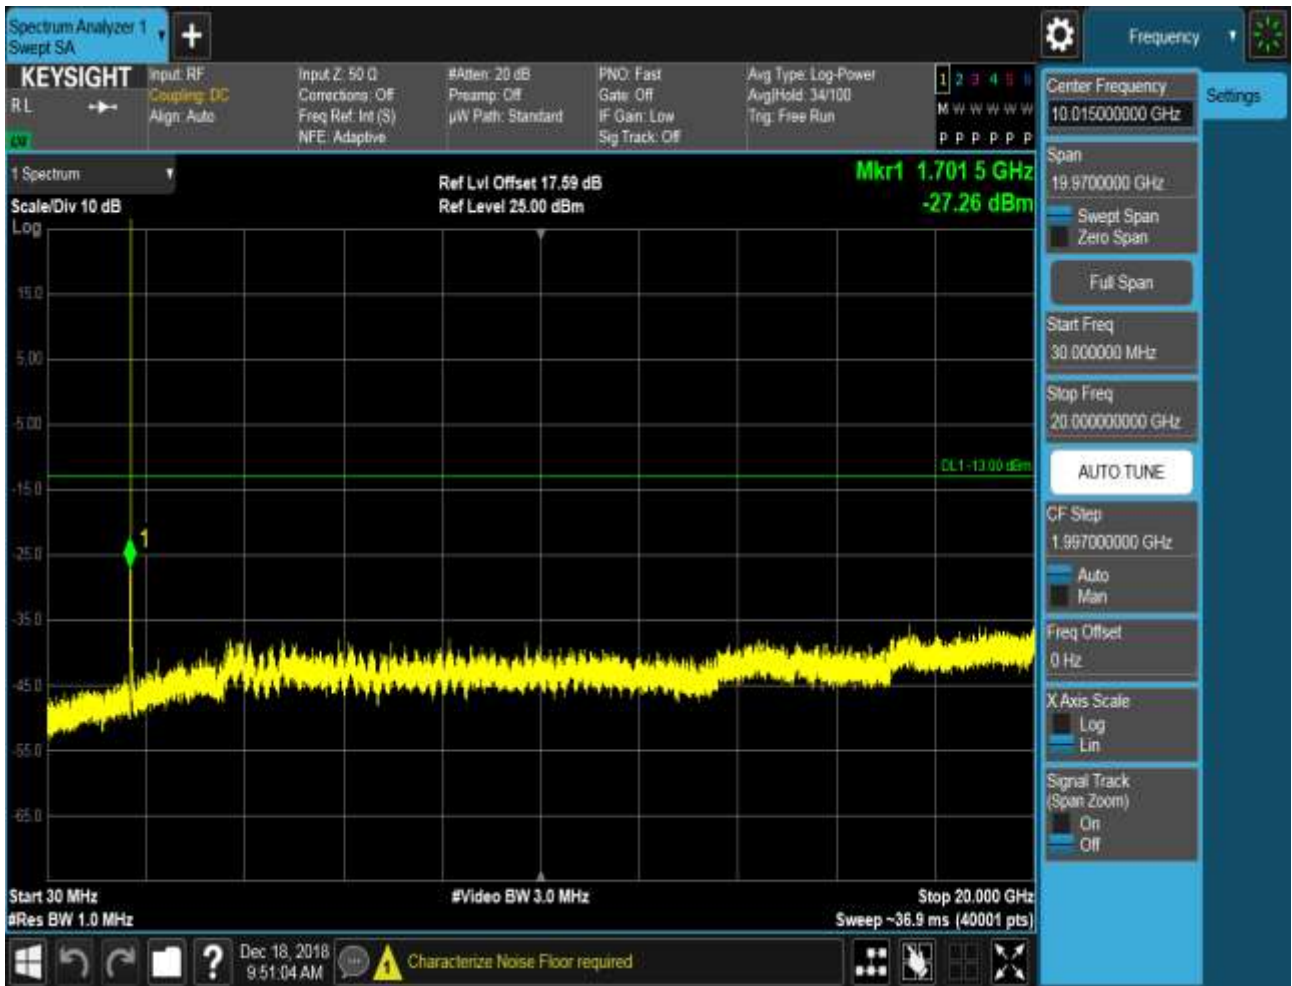 Spectrum Analyzer 1
Swept SA
+
Frequency
KEYSIGHT
RL
Input: RF
Coupling: DC
Align: Auto
Input Z: 50 Ω
Corrections: Off
Freq Ref: Int (S)
NFE: Adaptive
#Atten: 20 dB
Preamp: Off
µW Path: Standard
PNO: Fast
Gate: Off
IF Gain: Low
Sig Track: Off
Avg Type: Log-Power
Avg|Hold: 34/100
Trig: Free Run
1 2 3 4 5 6
M W W W W W
P P P P P P
1 Spectrum
Scale/Div 10 dB
Log
Ref Lvl Offset 17.59 dB
Ref Level 25.00 dBm
Mkr1 1.701 5 GHz
-27.26 dBm
15.0
5.00
-5.00
DL1 -13.00 dBm
-15.0
1
-25.0
-35.0
-45.0
-55.0
-65.0
Start 30 MHz
#Res BW 1.0 MHz
#Video BW 3.0 MHz
Stop 20.000 GHz
Sweep ~36.9 ms (40001 pts)
Center Frequency
10.015000000 GHz
Settings
Span
19.9700000 GHz
Swept Span
Zero Span
Full Span
Start Freq
30.000000 MHz
Stop Freq
20.000000000 GHz
AUTO TUNE
CF Step
1.997000000 GHz
Auto
Man
Freq Offset
0 Hz
X Axis Scale
Log
Lin
Signal Track
(Span Zoom)
On
Off
?
Dec 18, 2018
9:51:04 AM
1
Characterize Noise Floor required